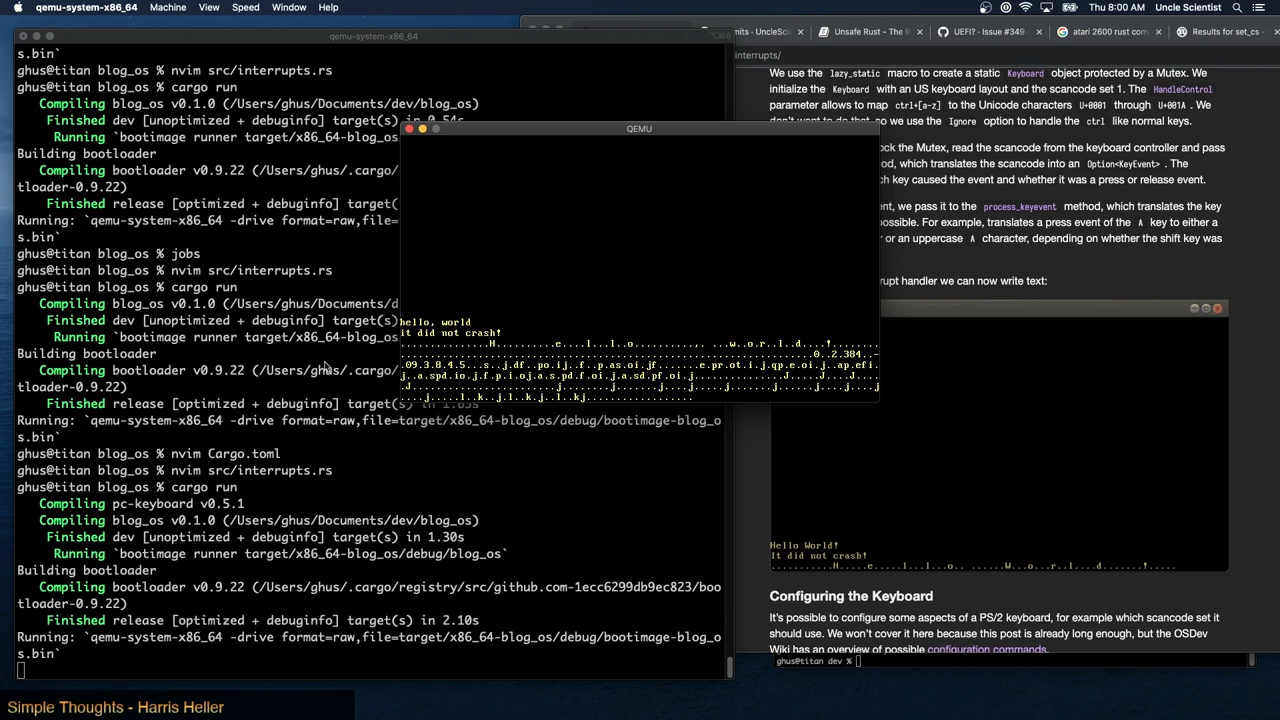 qemu-system-x86_64 Machine View Speed Window Help
Thu 8:00 AM Uncle Scientist
qemu-system-x86_64
mits · UncleScie
Unsafe Rust - The R
UEFI? · Issue #349
atari 2600 rust comp
Results for set_cs
interrupts/
s.bin`
ghus@titan blog_os % nvim src/interrupts.rs
ghus@titan blog_os % cargo run
Compiling blog_os v0.1.0 (/Users/ghus/Documents/dev/blog_os)
Finished dev [unoptimized + debuginfo] target(s) in 0.54s
Running `bootimage runner target/x86_64-blog_os/
Building bootloader
Compiling bootloader v0.9.22 (/Users/ghus/.cargo/
tloader-0.9.22)
Finished release [optimized + debuginfo] target(s)
Running: `qemu-system-x86_64 -drive format=raw,file=
s.bin`
ghus@titan blog_os % jobs
ghus@titan blog_os % nvim src/interrupts.rs
ghus@titan blog_os % cargo run
Compiling blog_os v0.1.0 (/Users/ghus/Documents/d
Finished dev [unoptimized + debuginfo] target(s)
Running `bootimage runner target/x86_64-blog_os/
Building bootloader
Compiling bootloader v0.9.22 (/Users/ghus/.cargo/
tloader-0.9.22)
Finished release [optimized + debuginfo] target(s) in 1.65s
Running: `qemu-system-x86_64 -drive format=raw,file=target/x86_64-blog_os/debug/bootimage-blog_o
s.bin`
ghus@titan blog_os % nvim Cargo.toml
ghus@titan blog_os % nvim src/interrupts.rs
ghus@titan blog_os % cargo run
Compiling pc-keyboard v0.5.1
Compiling blog_os v0.1.0 (/Users/ghus/Documents/dev/blog_os)
Finished dev [unoptimized + debuginfo] target(s) in 1.30s
Running `bootimage runner target/x86_64-blog_os/debug/blog_os`
Building bootloader
Compiling bootloader v0.9.22 (/Users/ghus/.cargo/registry/src/github.com-1ecc6299db9ec823/boo
tloader-0.9.22)
Finished release [optimized + debuginfo] target(s) in 2.10s
Running: `qemu-system-x86_64 -drive format=raw,file=target/x86_64-blog_os/debug/bootimage-blog_o
s.bin`
QEMU
hello, world
it did not crash!
.............H.........e....l...l..o..........,. ...w..o..r..l..d....!........
We use the lazy_static macro to create a static Keyboard object protected by a Mutex. We
initialize the Keyboard with an US keyboard layout and the scancode set 1. The HandleControl
parameter allows to map ctrl+[a-z] to the Unicode characters U+0001 through U+001A. We
don't want to do that, so we use the Ignore option to handle the ctrl like normal keys.
ock the Mutex, read the scancode from the keyboard controller and pass
od, which translates the scancode into an Option<KeyEvent>. The
ch key caused the event and whether it was a press or release event.
ent, we pass it to the process_keyevent method, which translates the key
possible. For example, translates a press event of the A key to either a
or an uppercase A character, depending on whether the shift key was
rupt handler we can now write text:
Hello World!
It did not crash!
...........H....e.....l...l...o.. ......W...o...r..l....d.......!.....
Configuring the Keyboard
It's possible to configure some aspects of a PS/2 keyboard, for example which scancode set it
should use. We won't cover it here because this post is already long enough, but the OSDev
Wiki has an overview of possible configuration commands.
ghus@titan dev %
Simple Thoughts - Harris Heller